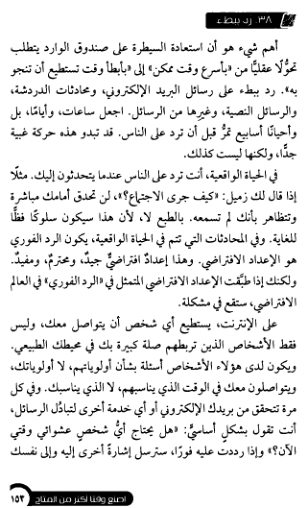 ٣٨. رد ببطء
أهم شيء هو أن استعادة السيطرة على صندوق الوارد يتطلب
تحوُّلًا عقليًّا من «بأسرع وقت ممكن» إلى «بأبطأ وقت تستطيع أن تنجو
به». رد ببطء على رسائل البريد الإلكتروني، ومحادثات الدردشة،
والرسائل النصية، وغيرها من الرسائل. اجعل ساعات، وأيامًا، بل
وأحيانًا أسابيع تمرُّ قبل أن ترد على الناس. قد تبدو هذه حركة غبية
جدًّا، ولكنها ليست كذلك.
في الحياة الواقعية، أنت ترد على الناس عندما يتحدثون إليك. مثلًا
إذا قال لك زميل: «كيف جرى الاجتماع؟»، لن تحدق أمامك مباشرة
وتتظاهر بأنك لم تسمعه. بالطبع لا، لأن هذا سيكون سلوكًا فظًّا
للغاية. وفي المحادثات التي تتم في الحياة الواقعية، يكون الرد الفوري
هو الإعداد الافتراضي. وهذا إعدادٌ افتراضيٌّ جيدٌ، ومحترمٌ، ومفيدٌ.
ولكنك إذا طبَّقت الإعداد الافتراضي المتمثل في «الرد الفوري» في العالم
الافتراضي، ستقع في مشكلة.
على الإنترنت، يستطيع أي شخص أن يتواصل معك، وليس
فقط الأشخاص الذين تربطهم صلة كبيرة بك في محيطك الطبيعي.
ويكون لدى هؤلاء الأشخاص أسئلة بشأن أولوياتهم، لا أولوياتك،
ويتواصلون معك في الوقت الذي يناسبهم، لا الذي يناسبك. وفي كل
مرة تتحقق من بريدك الإلكتروني أو أي خدمة أخرى لتبادُل الرسائل،
أنت تقول بشكلٍ أساسيٍّ: «هل يحتاج أيُّ شخصٍ عشوائي وقتي
الآن؟» وإذا رددت عليه فورًا، سترسل إشارةً أخرى إليه وإلى نفسك
اصنع وقتا أكبر من المتاح ١٥٣